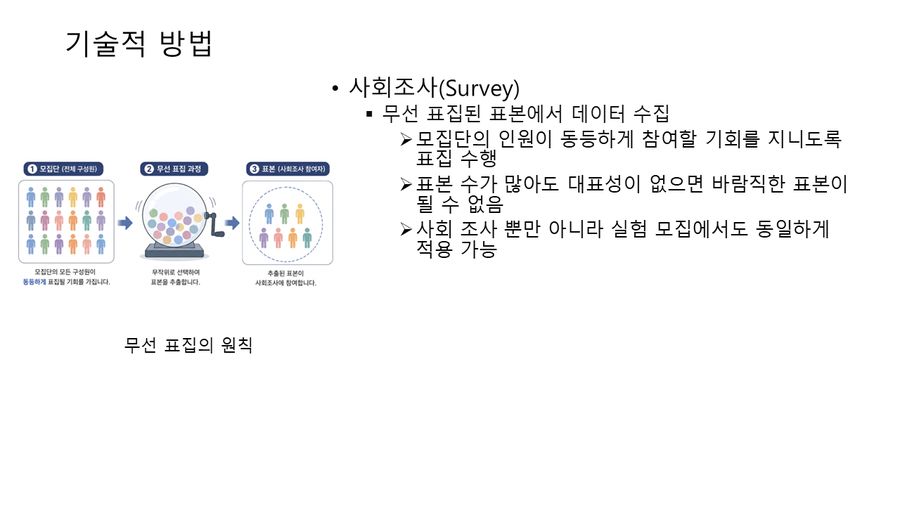 기술적 방법
• 사회조사(Survey)
▪ 무선 표집된 표본에서 데이터 수집
➢모집단의 인원이 동등하게 참여할 기회를 지니도록
표집 수행
➢표본 수가 많아도 대표성이 없으면 바람직한 표본이
될 수 없음
➢사회 조사 뿐만 아니라 실험 모집에서도 동일하게
적용 가능
1 모집단 (전체 구성원)
모집단의 모든 구성원이
동등하게 표집될 기회를 가집니다.
2 무선 표집 과정
무작위로 선택하여
표본을 추출합니다.
3 표본 (사회조사 참여자)
추출된 표본이
사회조사에 참여합니다.
무선 표집의 원칙